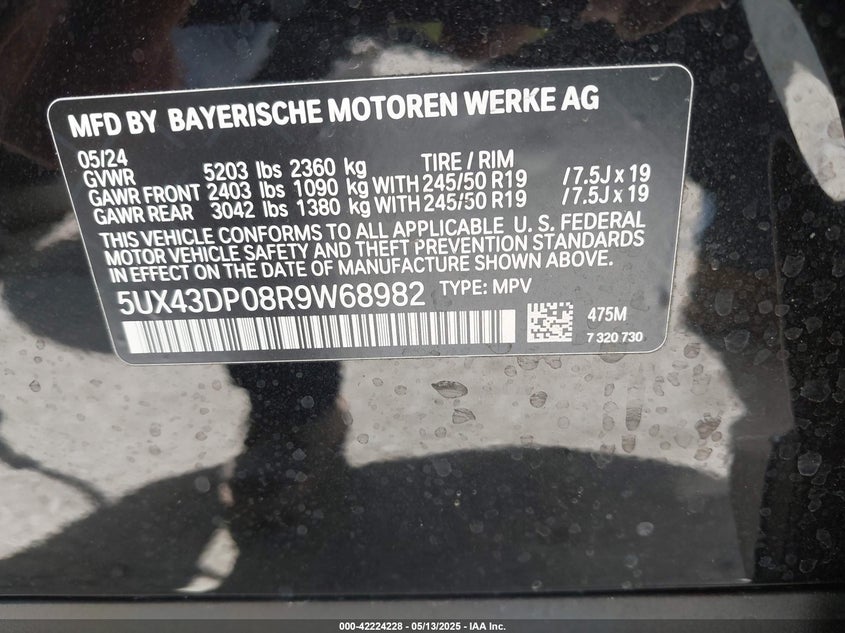 MFD BY BAYERISCHE MOTOREN WERKE AG
05/24
GVWR 5203 lbs 2360 kg TIRE / RIM
GAWR FRONT 2403 lbs 1090 kg WITH 245/50 R19 / 7.5J x 19
GAWR REAR 3042 lbs 1380 kg WITH 245/50 R19 / 7.5J x 19
THIS VEHICLE CONFORMS TO ALL APPLICABLE U. S. FEDERAL
MOTOR VEHICLE SAFETY AND THEFT PREVENTION STANDARDS
IN EFFECT ON THE DATE OF MANUFACTURE SHOWN ABOVE.
5UX43DP08R9W68982 TYPE: MPV
475M
7 320 730
000-42224228 - 05/13/2025 - IAA Inc.